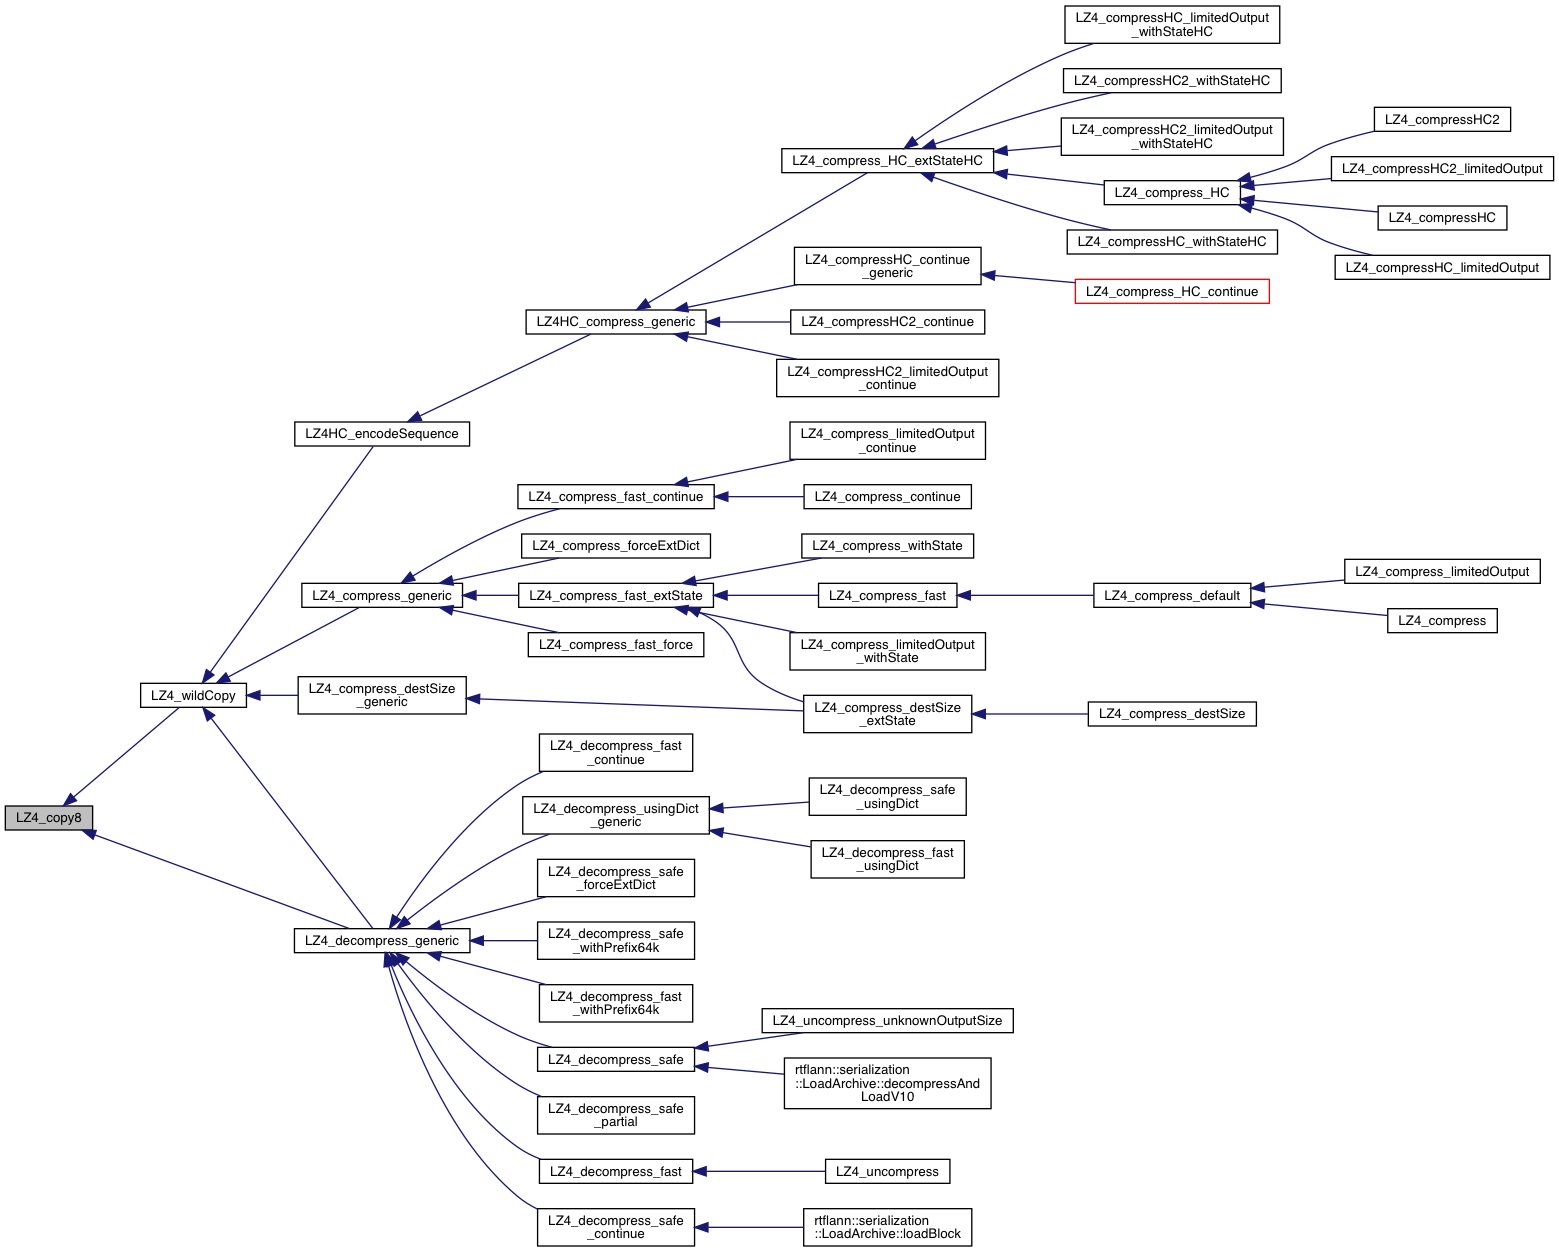 LZ4_compressHC_limitedOutput
_withStateHC
LZ4_compressHC2_withStateHC
LZ4_compressHC2
LZ4_compressHC2_limitedOutput
_withStateHC
LZ4_compress_HC_extStateHC
LZ4_compressHC2_limitedOutput
LZ4_compress_HC
LZ4_compressHC
LZ4_compressHC_withStateHC
LZ4_compressHC_limitedOutput
LZ4_compressHC_continue
_generic
LZ4_compress_HC_continue
LZ4HC_compress_generic
LZ4_compressHC2_continue
LZ4_compressHC2_limitedOutput
_continue
LZ4HC_encodeSequence
LZ4_compress_limitedOutput
_continue
LZ4_compress_fast_continue
LZ4_compress_continue
LZ4_compress_forceExtDict
LZ4_compress_withState
LZ4_compress_limitedOutput
LZ4_compress_generic
LZ4_compress_fast_extState
LZ4_compress_fast
LZ4_compress_default
LZ4_compress
LZ4_compress_fast_force
LZ4_compress_limitedOutput
_withState
LZ4_wildCopy
LZ4_compress_destSize
_generic
LZ4_compress_destSize
_extState
LZ4_compress_destSize
LZ4_decompress_fast
_continue
LZ4_copy8
LZ4_decompress_usingDict
_generic
LZ4_decompress_safe
_usingDict
LZ4_decompress_fast
_usingDict
LZ4_decompress_safe
_forceExtDict
LZ4_decompress_generic
LZ4_decompress_safe
_withPrefix64k
LZ4_decompress_fast
_withPrefix64k
LZ4_uncompress_unknownOutputSize
LZ4_decompress_safe
rtflann::serialization
::LoadArchive::decompressAnd
LoadV10
LZ4_decompress_safe
_partial
LZ4_decompress_fast
LZ4_uncompress
LZ4_decompress_safe
_continue
rtflann::serialization
::LoadArchive::loadBlock